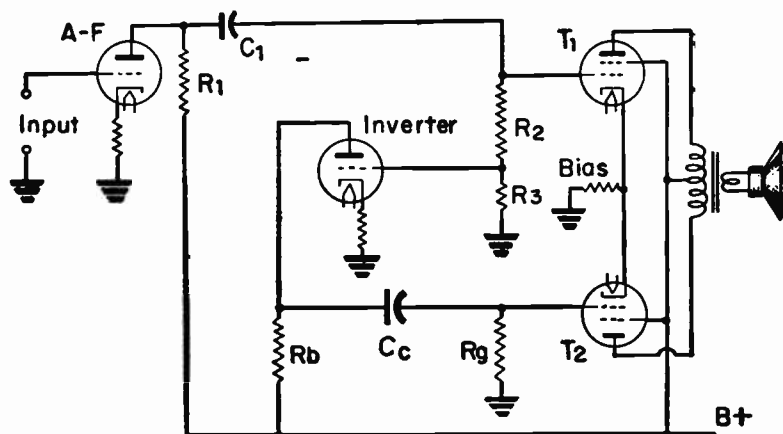 A-F
T1
C1
R1
Input
Inverter
R2
Bias
R3
Rb
Cc
Rg
T2
B+